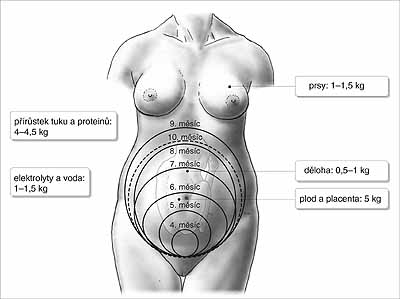 prsy: 1–1,5 kg
přírůstek tuku a proteinů:
4–4,5 kg
9. měsíc
10. měsíc
8. měsíc
7. měsíc
děloha: 0,5–1 kg
elektrolyty a voda:
1–1,5 kg
6. měsíc
plod a placenta: 5 kg
5. měsíc
4. měsíc